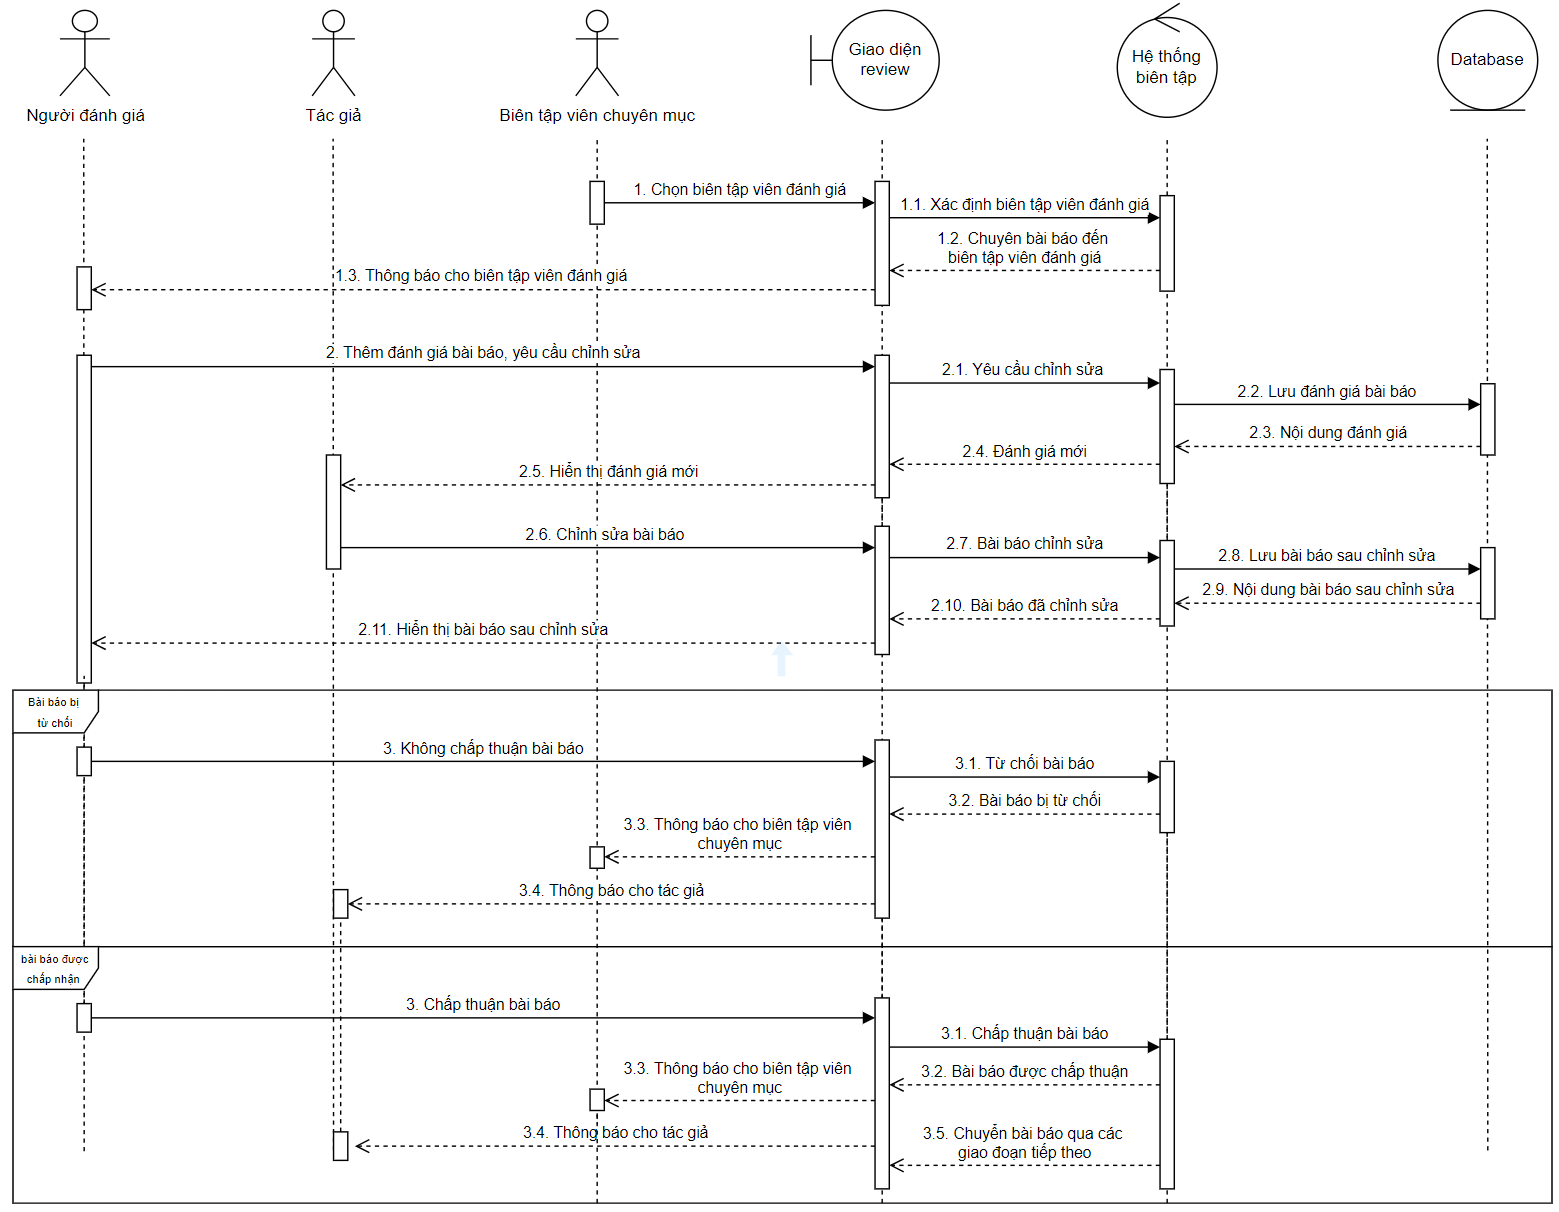 Người đánh giá
Tác giả
Biên tập viên chuyên mục
Giao diện
review
Hệ thống
biên tập
Database
1. Chọn biên tập viên đánh giá
1.1. Xác định biên tập viên đánh giá
1.2. Chuyên bài báo đến
biên tập viên đánh giá
1.3. Thông báo cho biên tập viên đánh giá
2. Thêm đánh giá bài báo, yêu cầu chỉnh sửa
2.1. Yêu cầu chỉnh sửa
2.2. Lưu đánh giá bài báo
2.3. Nội dung đánh giá
2.4. Đánh giá mới
2.5. Hiển thị đánh giá mới
2.6. Chỉnh sửa bài báo
2.7. Bài báo chỉnh sửa
2.8. Lưu bài báo sau chỉnh sửa
2.9. Nội dung bài báo sau chỉnh sửa
2.10. Bài báo đã chỉnh sửa
2.11. Hiển thị bài báo sau chỉnh sửa
Bài báo bị
từ chối
3. Không chấp thuận bài báo
3.1. Từ chối bài báo
3.2. Bài báo bị từ chối
3.3. Thông báo cho biên tập viên
chuyên mục
3.4. Thông báo cho tác giả
bài báo được
chấp nhận
3. Chấp thuận bài báo
3.1. Chấp thuận bài báo
3.2. Bài báo được chấp thuận
3.3. Thông báo cho biên tập viên
chuyên mục
3.4. Thông báo cho tác giả
3.5. Chuyển bài báo qua các
giao đoạn tiếp theo